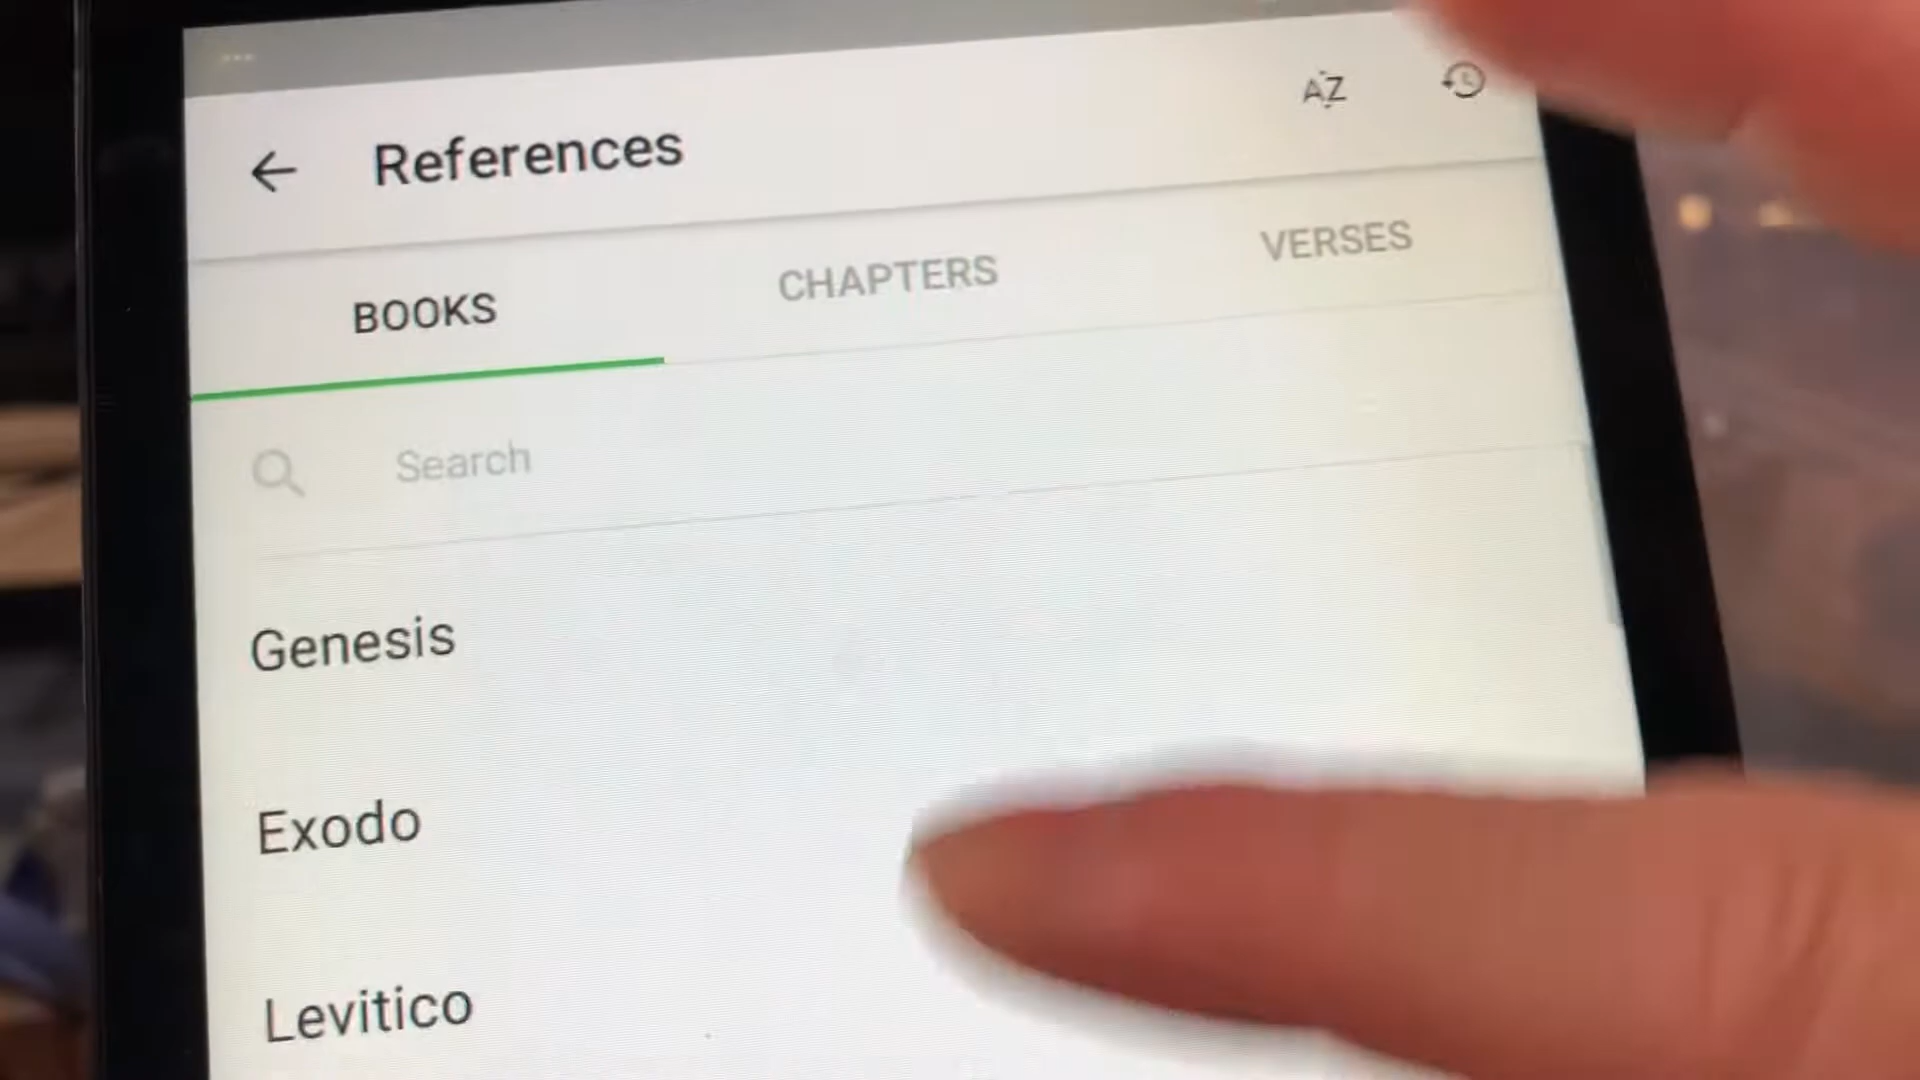 References
AZ
BOOKS
CHAPTERS
VERSES
Search
Genesis
Exodo
Levitico